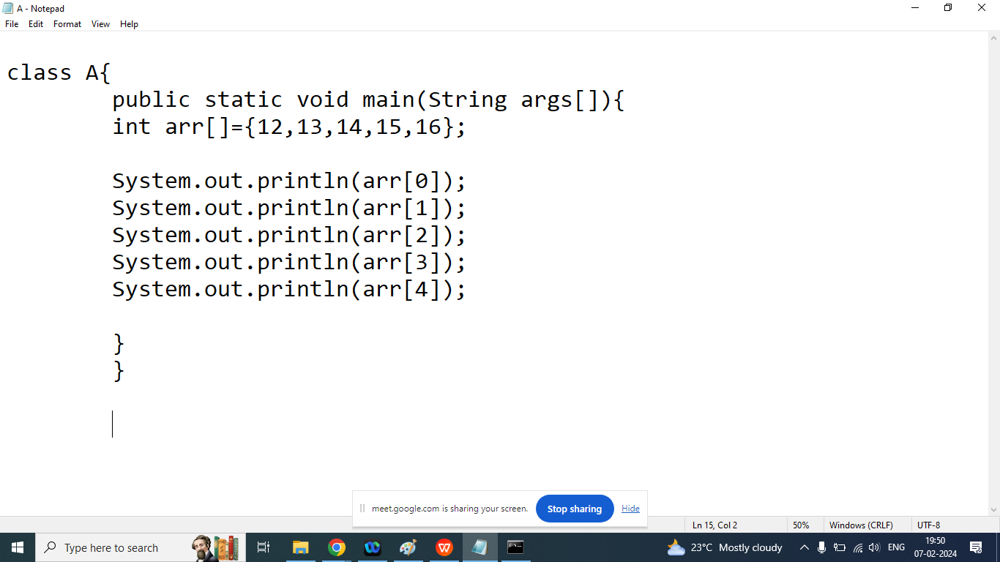 A - Notepad
File Edit Format View Help
class A{
public static void main(String args[]){
int arr[]={12,13,14,15,16};
System.out.println(arr[0]);
System.out.println(arr[1]);
System.out.println(arr[2]);
System.out.println(arr[3]);
System.out.println(arr[4]);
}
}
meet.google.com is sharing your screen. Stop sharing Hide
Ln 15, Col 2 50% Windows (CRLF) UTF-8
Type here to search 23°C Mostly cloudy ENG 19:50
07-02-2024